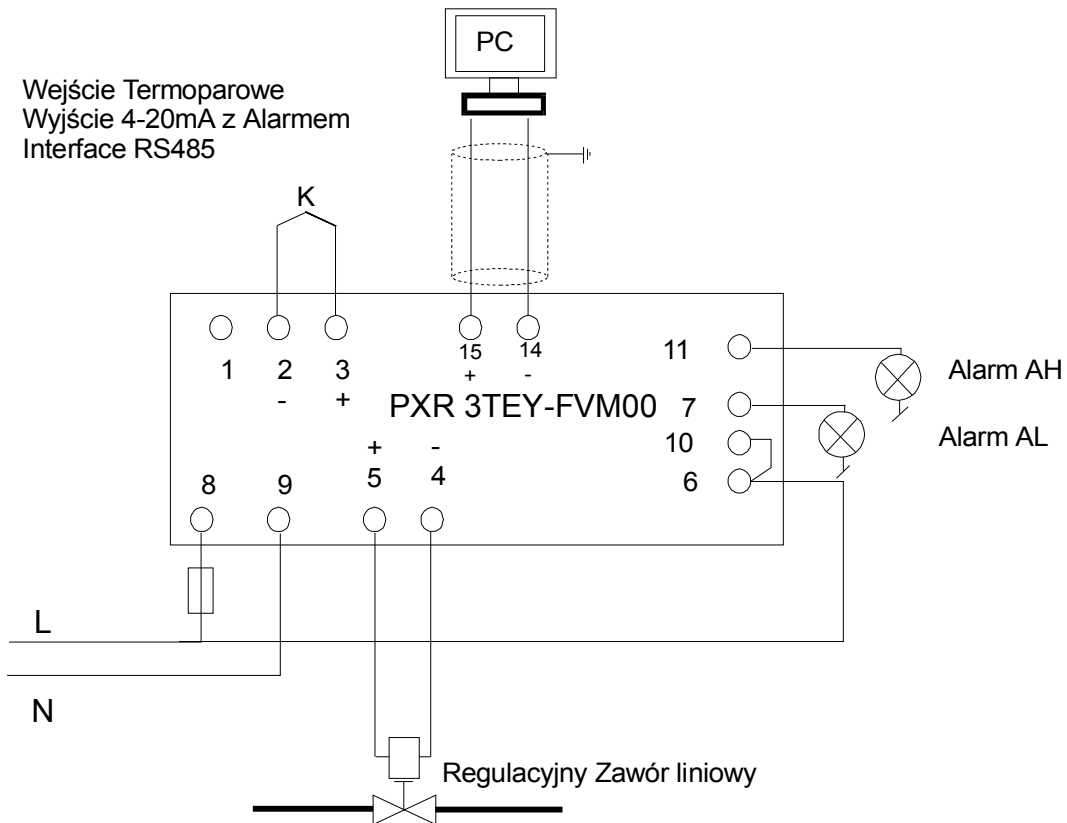 PC
Wejście Termoparowe
Wyjście 4-20mA z Alarmem
Interface RS485
K
1 2 3
- +
15 14
+ -
11
Alarm AH
PXR 3TEY-FVM00
7
Alarm AL
10
6
+ -
8 9 5 4
L
N
Regulacyjny Zawór liniowy